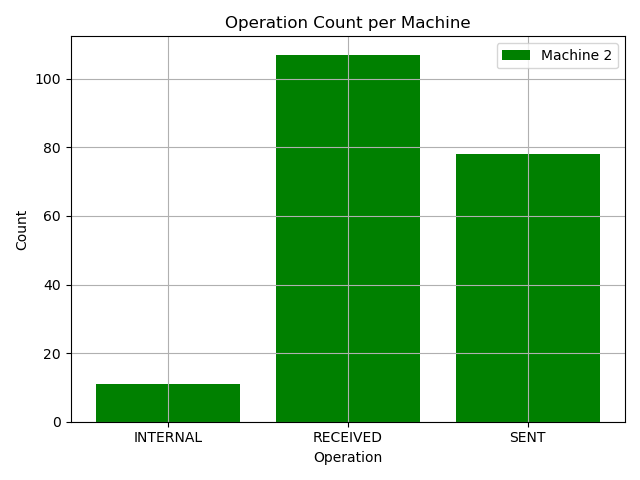 Operation Count per Machine
Machine 2
100
80
60
40
20
0
Count
INTERNAL
RECEIVED
SENT
Operation